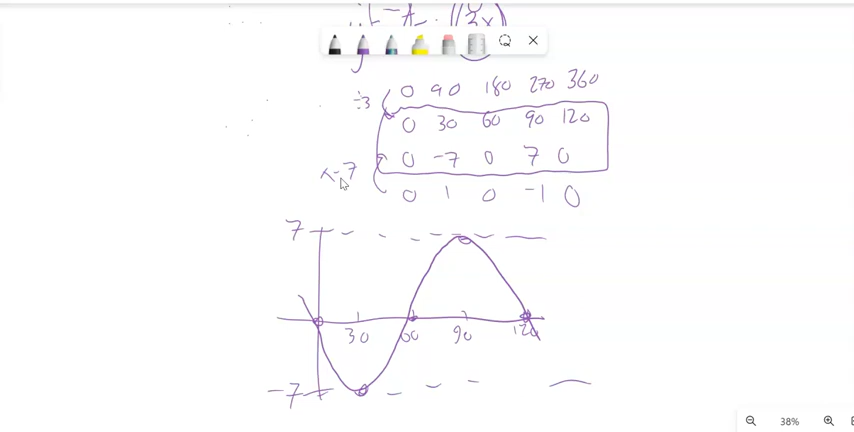 0 90 180 270 360
÷3
0 30 60 90 120
0 -7 0 7 0
x-7
0 1 0 -1 0
7
30 60 90 120
-7
38%